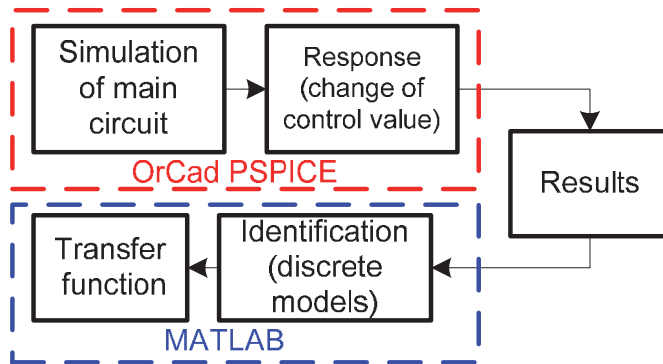 Simulation
of main
circuit
Response
(change of
control value)
OrCad PSPICE
Results
Identification
(discrete
models)
Transfer
function
MATLAB